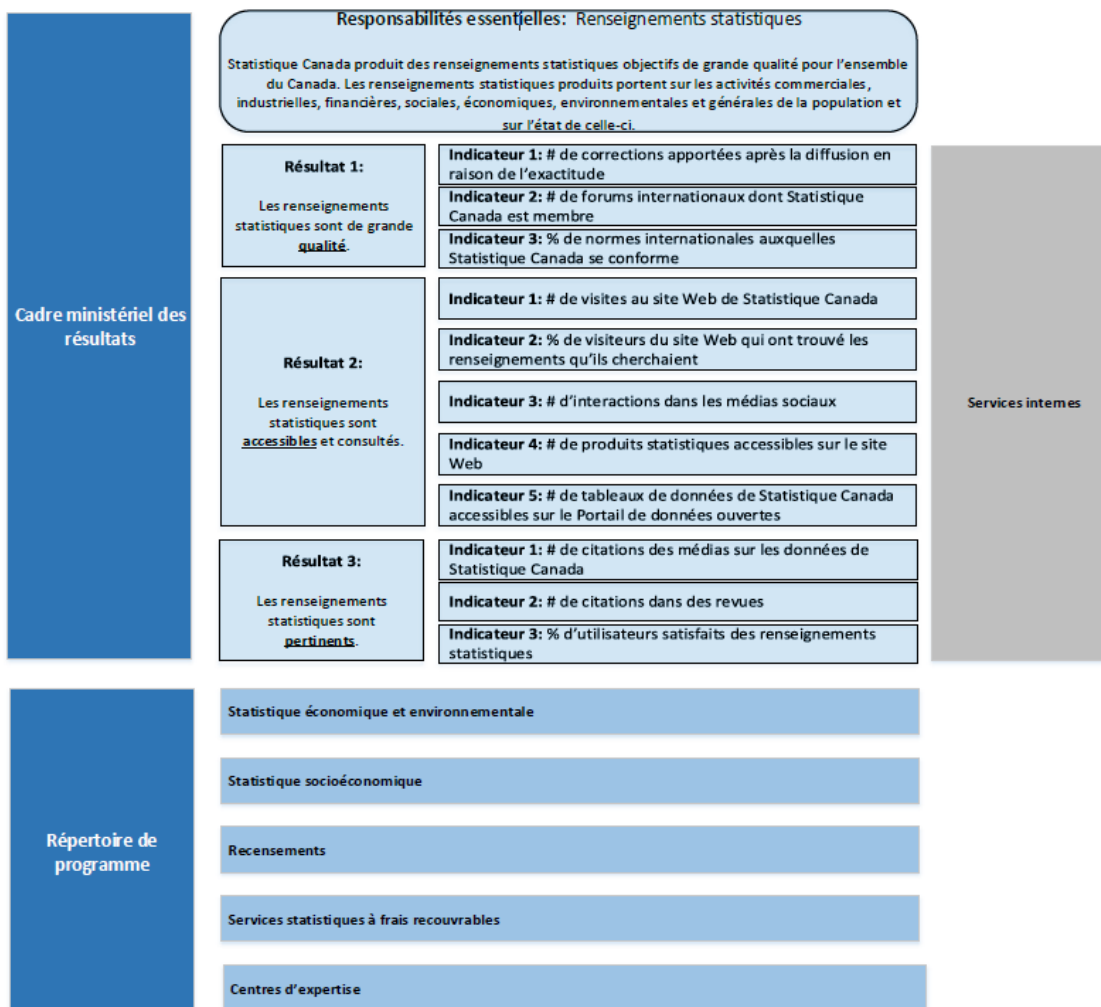 Responsabilités essentielles: Renseignements statistiques
Statistique Canada produit des renseignements statistiques objectifs de grande qualité pour l'ensemble
du Canada. Les renseignements statistiques produits portent sur les activités commerciales,
industrielles, financières, sociales, économiques, environnementales et générales de la population et
sur l'état de celle-ci.
Cadre ministériel des
résultats
Résultat 1:
Les renseignements
statistiques sont de grande
qualité.
Indicateur 1: # de corrections apportées après la diffusion en
raison de l'exactitude
Indicateur 2: # de forums internationaux dont Statistique
Canada est membre
Indicateur 3: % de normes internationales auxquelles
Statistique Canada se conforme
Résultat 2:
Les renseignements
statistiques sont
accessibles et consultés.
Indicateur 1: # de visites au site Web de Statistique Canada
Indicateur 2: % de visiteurs du site Web qui ont trouvé les
renseignements qu'ils cherchaient
Indicateur 3: # d'interactions dans les médias sociaux
Indicateur 4: # de produits statistiques accessibles sur le site
Web
Indicateur 5: # de tableaux de données de Statistique Canada
accessibles sur le Portail de données ouvertes
Résultat 3:
Les renseignements
statistiques sont
pertinents.
Indicateur 1: # de citations des médias sur les données de
Statistique Canada
Indicateur 2: # de citations dans des revues
Indicateur 3: % d'utilisateurs satisfaits des renseignements
statistiques
Services internes
Répertoire de
programme
Statistique économique et environnementale
Statistique socioéconomique
Recensements
Services statistiques à frais recouvrables
Centres d'expertise